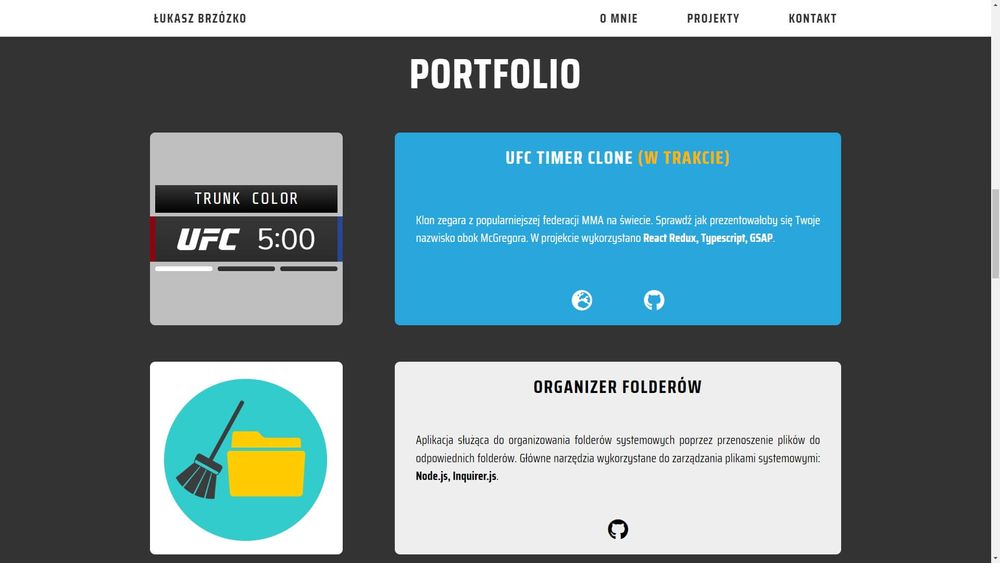 ŁUKASZ BRZÓZKO
O MNIE PROJEKTY KONTAKT
PORTFOLIO
TRUNK COLOR
UFC 5:00
UFC TIMER CLONE (W TRAKCIE)
Klon zegara z popularniejszej federacji MMA na świecie. Sprawdź jak prezentowałoby się Twoje
nazwisko obok McGregora. W projekcie wykorzystano React Redux, Typescript, GSAP.
ORGANIZER FOLDERÓW
Aplikacja służąca do organizowania folderów systemowych poprzez przenoszenie plików do
odpowiednich folderów. Główne narzędzia wykorzystane do zarządzania plikami systemowymi:
Node.js, Inquirer.js.